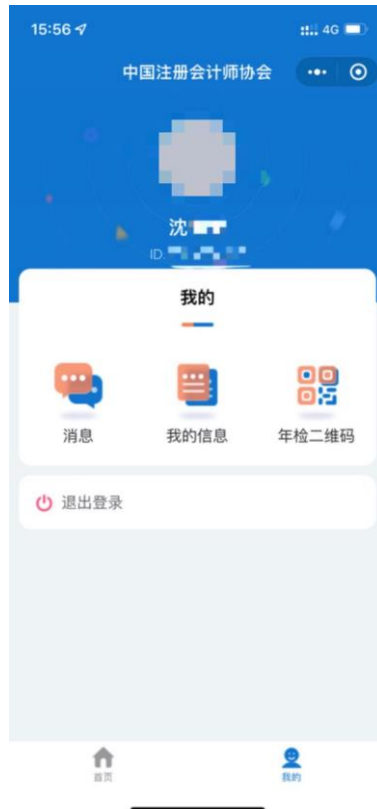 15:56
4G
中国注册会计师协会
沈
ID:
我的
消息
我的信息
年检二维码
退出登录
首页
我的